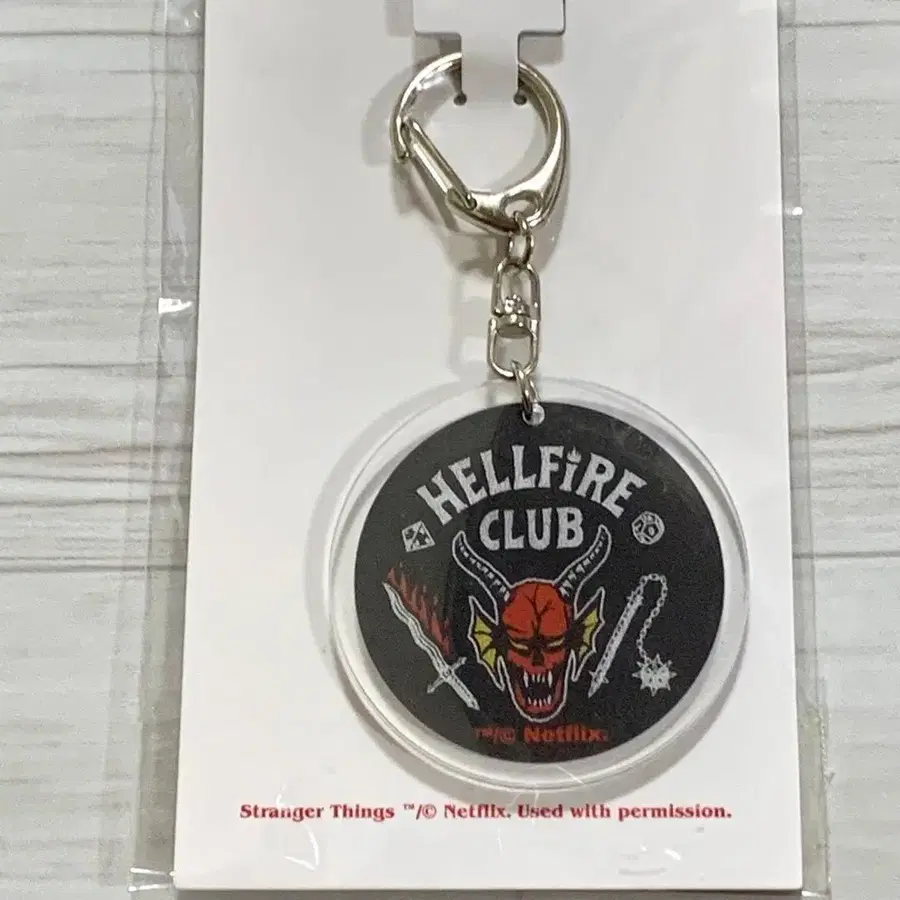 HELLFiRE
CLUB
™/© Netflix.
Stranger Things ™/© Netflix. Used with permission.